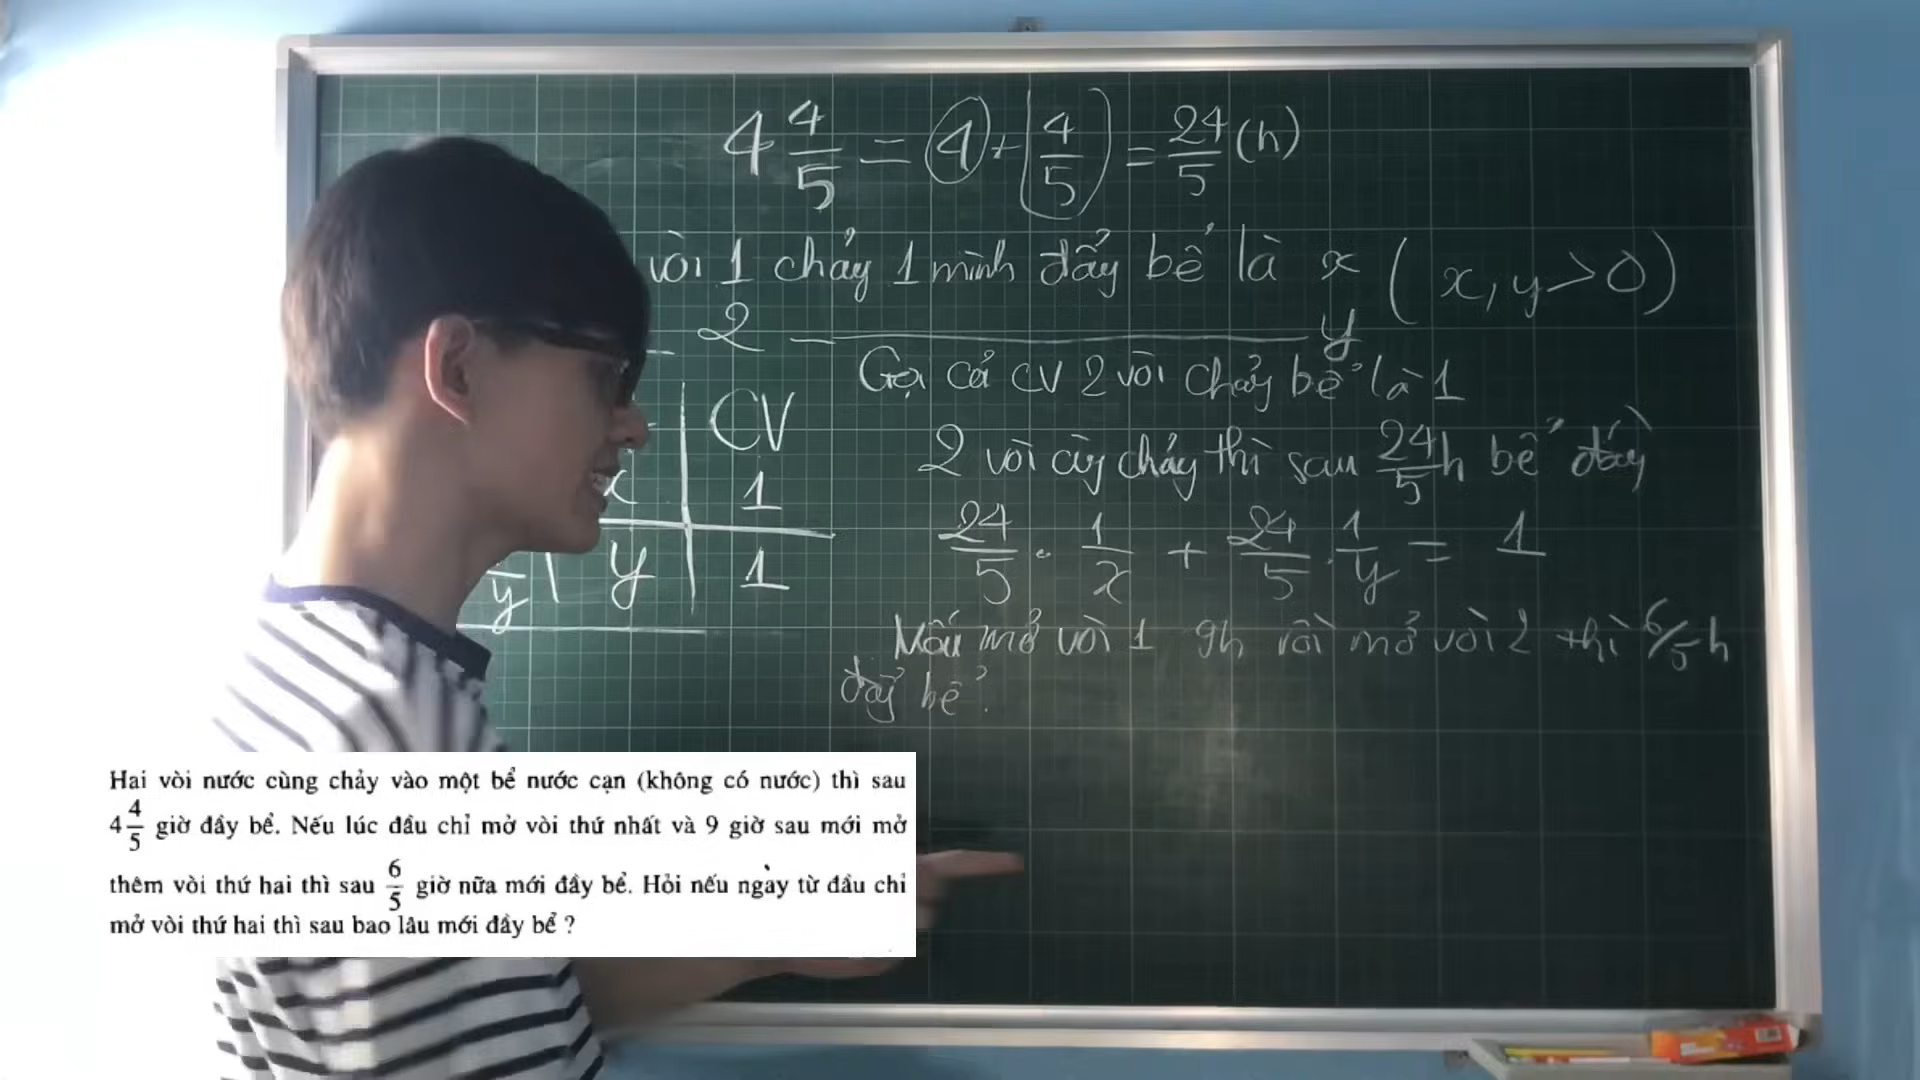 4 4/5 = 4 + 4/5 = 24/5 (h)
vòi 1 chảy 1 mình đầy bể là x ( x, y > 0 )
2 ——— y
Gọi cả CV 2 vòi chảy bể là 1
CV
x 1
2 vòi cùg chảy thì sau 24/5 h bể đầy
1/y y 1
24/5 . 1/x + 24/5 . 1/y = 1
Nếu mở vòi 1 9h rồi mở vòi 2 thì 6/5 h
đầy bể.
Hai vòi nước cùng chảy vào một bể nước cạn (không có nước) thì sau
4 4/5 giờ đầy bể. Nếu lúc đầu chỉ mở vòi thứ nhất và 9 giờ sau mới mở
thêm vòi thứ hai thì sau 6/5 giờ nữa mới đầy bể. Hỏi nếu ngày từ đầu chỉ
mở vòi thứ hai thì sau bao lâu mới đầy bể ?